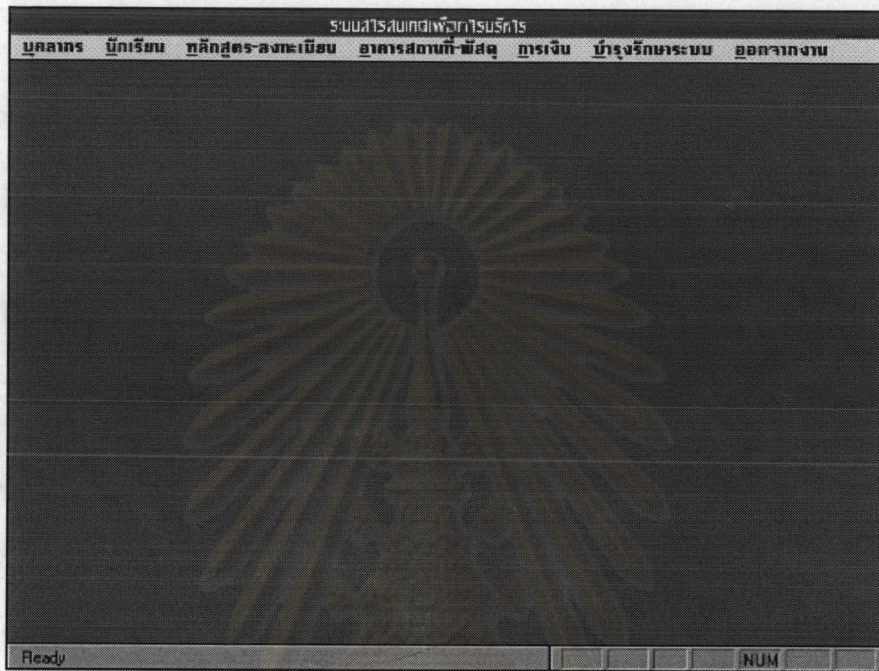 ระบบสารสนเทศเพื่อการบริการ
บุคลากร นักเรียน หลักสูตร-ลงทะเบียน อาคารสถานที่-พัสดุ การเงิน บำรุงรักษาระบบ ออกจากงาน
Ready NUM